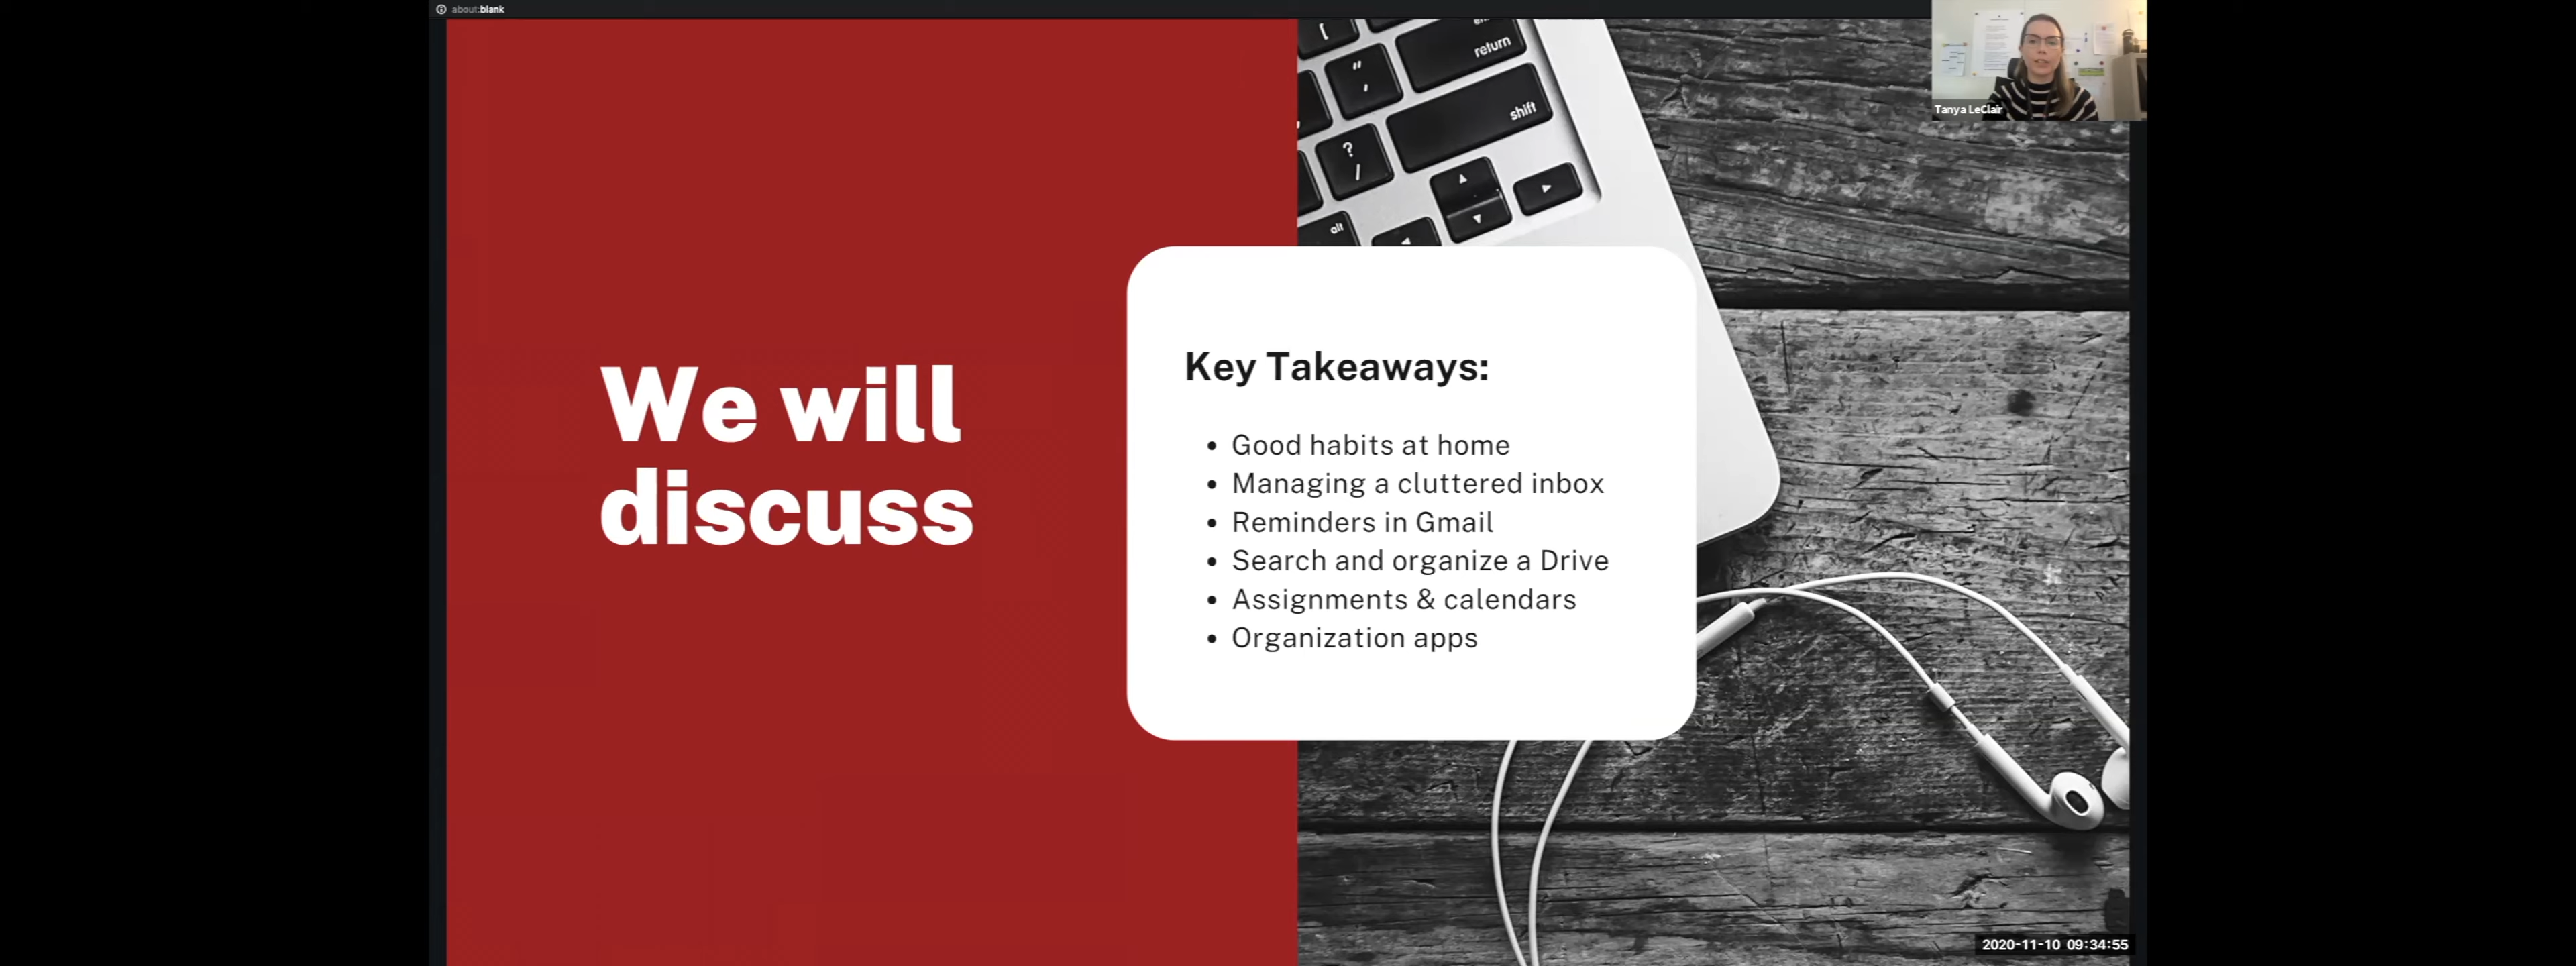 about:blank
[
return
"
,
shift
?
/
alt
Tanya LeClair
We will
discuss
Key Takeaways:
• Good habits at home
• Managing a cluttered inbox
• Reminders in Gmail
• Search and organize a Drive
• Assignments & calendars
• Organization apps
2020-11-10 09:34:55